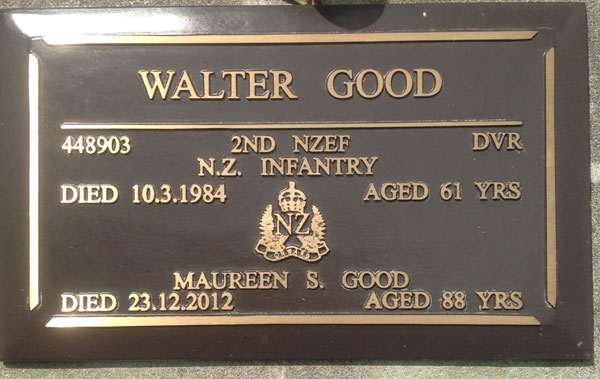 WALTER GOOD
448903 2ND NZEF DVR
N.Z. INFANTRY
DIED 10.3.1984 AGED 61 YRS
NZ
ONWARD
MAUREEN S. GOOD
DIED 23.12.2012 AGED 88 YRS